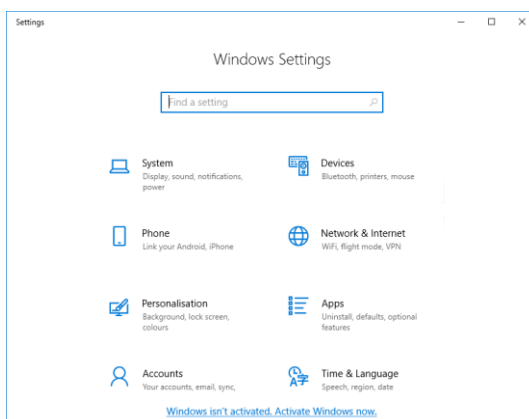 Settings
Windows Settings
Find a setting
System
Display, sound, notifications,
power
Devices
Bluetooth, printers, mouse
Phone
Link your Android, iPhone
Network & Internet
WiFi, flight mode, VPN
Personalisation
Background, lock screen,
colours
Apps
Uninstall, defaults, optional
features
Accounts
Your accounts, email, sync,
Time & Language
Speech, region, date
Windows isn't activated. Activate Windows now.